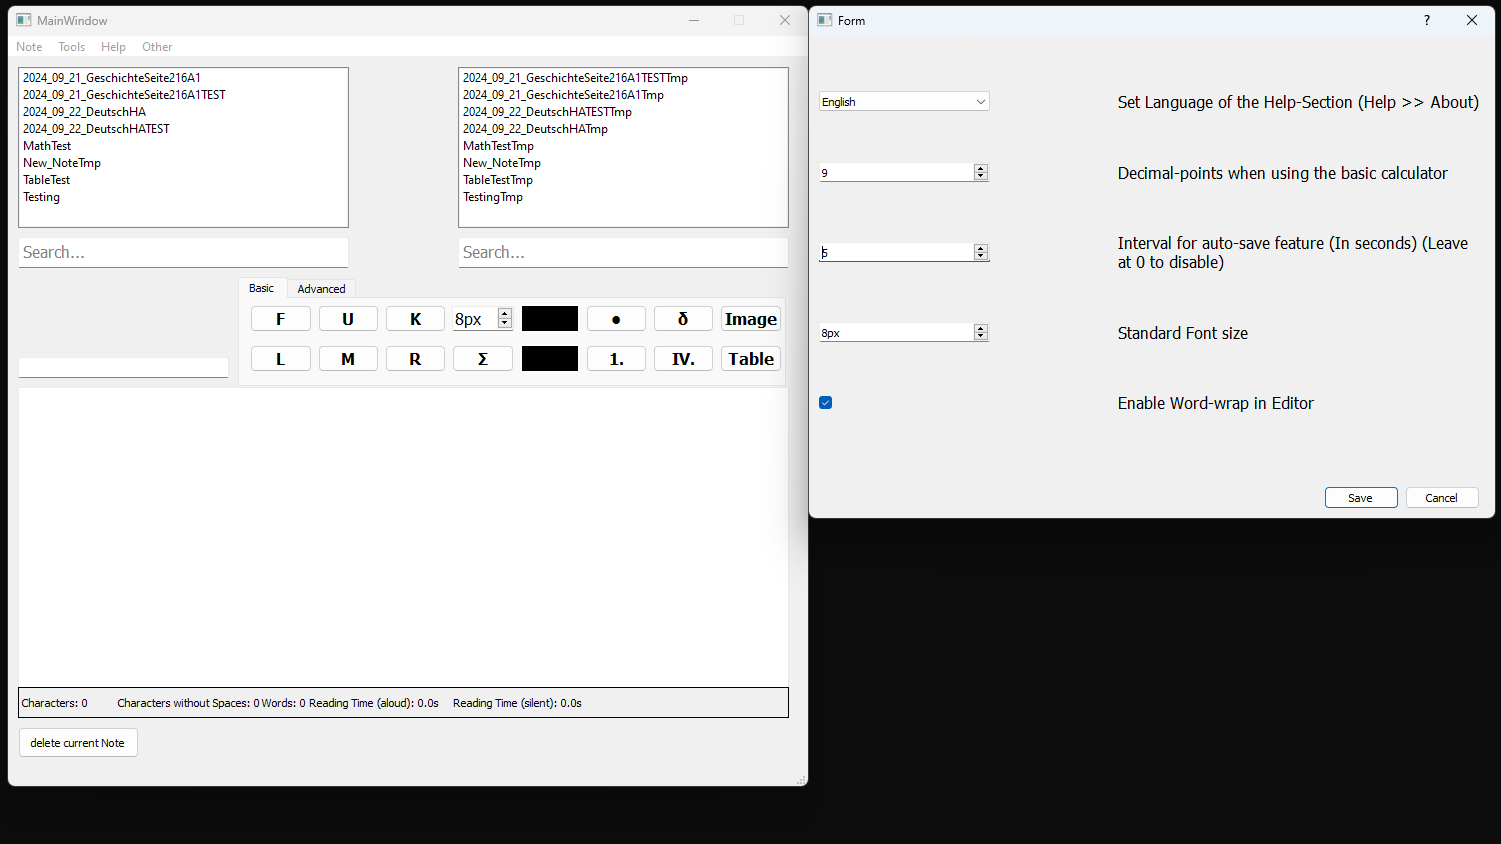 MainWindow
Note Tools Help Other
2024_09_21_GeschichteSeite216A1
2024_09_21_GeschichteSeite216A1TEST
2024_09_22_DeutschHA
2024_09_22_DeutschHATEST
MathTest
New_NoteTmp
TableTest
Testing
2024_09_21_GeschichteSeite216A1TESTTmp
2024_09_21_GeschichteSeite216A1Tmp
2024_09_22_DeutschHATESTTmp
2024_09_22_DeutschHATmp
MathTestTmp
New_NoteTmp
TableTestTmp
TestingTmp
Search...
Search...
Basic Advanced
F U K 8px ● δ Image
L M R Σ 1. IV. Table
Characters: 0 Characters without Spaces: 0 Words: 0 Reading Time (aloud): 0.0s Reading Time (silent): 0.0s
delete current Note
Form
?
English
Set Language of the Help-Section (Help >> About)
9
Decimal-points when using the basic calculator
5
Interval for auto-save feature (In seconds) (Leave
at 0 to disable)
8px
Standard Font size
Enable Word-wrap in Editor
Save Cancel